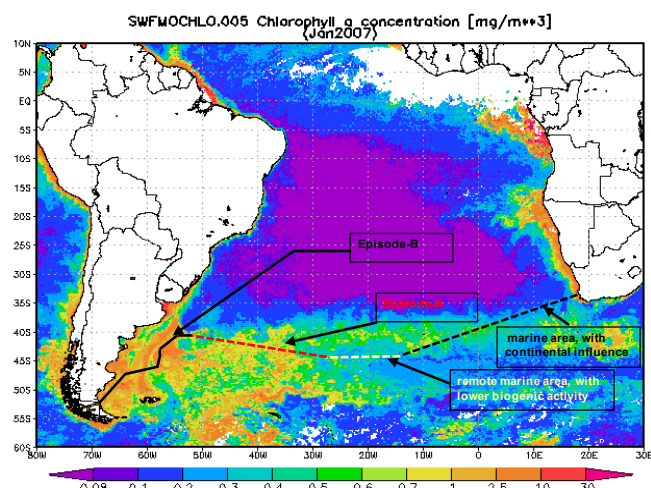 SWFMOCHLO.005 Chlorophyll a concentration [mg/m**3]
(Jan2007)
10N
5N
EQ
5S
10S
15S
20S
25S
30S
35S
40S
45S
50S
55S
60S
Episode-B
Episode-A
marine area, with
continental influence
remote marine area, with
lower biogenic activity
80W 70W 60W 50W 40W 30W 20W 10W 0 10E 20E 30E
0.08 0.1 0.2 0.3 0.4 0.5 0.6 0.7 1 2.5 10 30